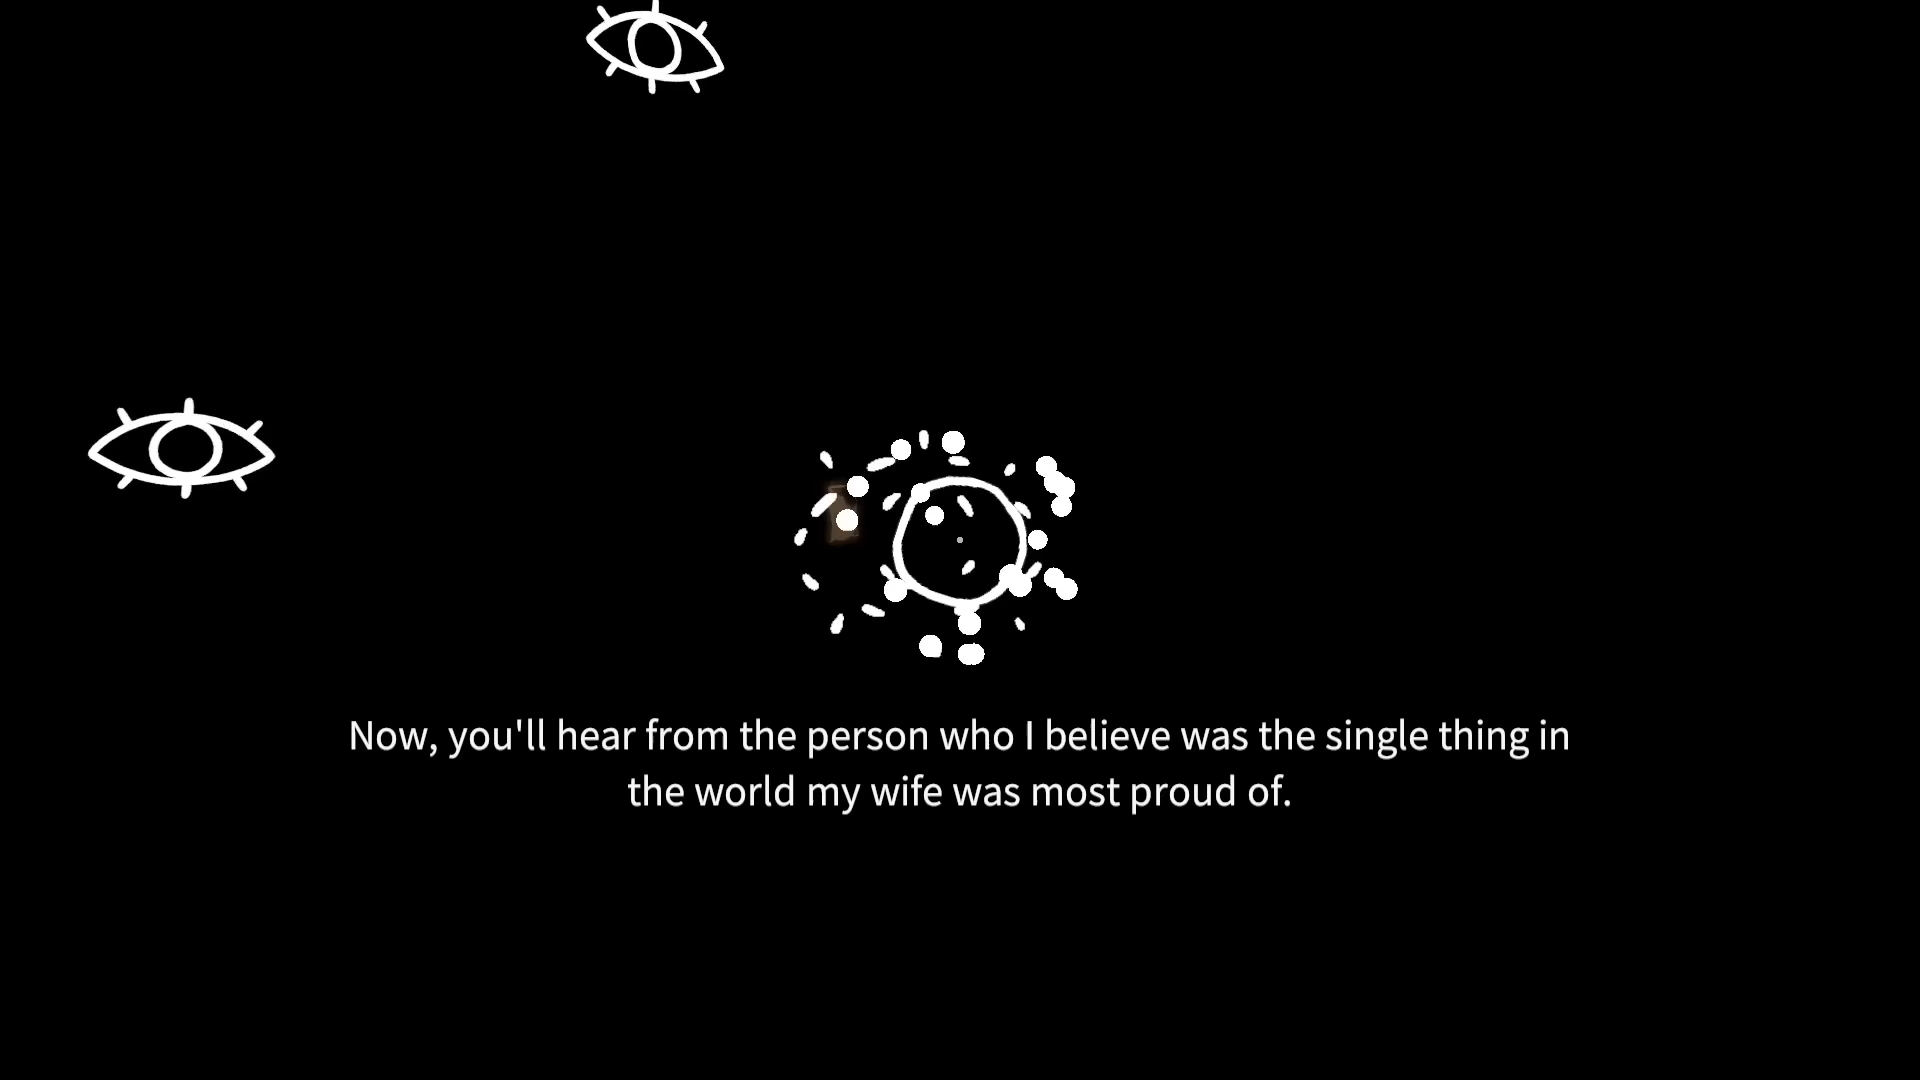 Now, you'll hear from the person who I believe was the single thing in
the world my wife was most proud of.